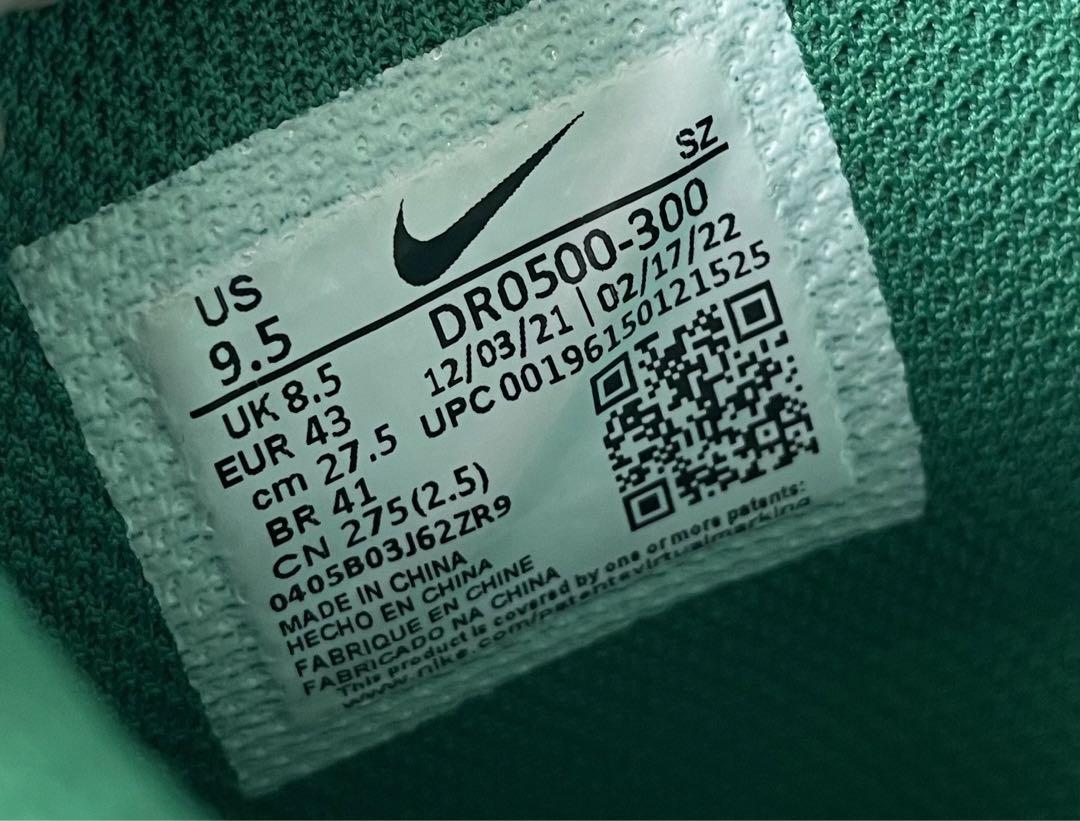 SZ
US
9.5
DR0500-300
12/03/21 | 02/17/22
UPC 00196150121525
UK 8.5
EUR 43
cm 27.5
BR 41
CN 275(2.5)
0405B03J62ZR9
MADE IN CHINA
HECHO EN CHINA
FABRIQUE EN CHINE
FABRICADO NA CHINA
This product is covered by one or more patents:
www.nike.com/patentsvirtualmarking